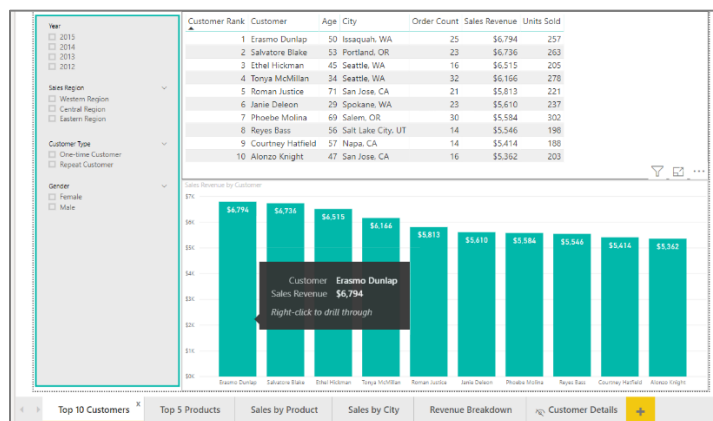 Year
2015
2014
2013
2012
Sales Region
Western Region
Central Region
Eastern Region
Customer Type
One-time Customer
Repeat Customer
Gender
Female
Male
Customer Rank Customer Age City Order Count Sales Revenue Units Sold
1 Erasmo Dunlap 50 Issaquah, WA 25 $6,794 257
2 Salvatore Blake 53 Portland, OR 23 $6,736 263
3 Ethel Hickman 45 Seattle, WA 16 $6,515 205
4 Tonya McMillan 34 Seattle, WA 32 $6,166 278
5 Roman Justice 71 San Jose, CA 21 $5,813 221
6 Janie Deleon 29 Spokane, WA 23 $5,610 237
7 Phoebe Molina 69 Salem, OR 30 $5,584 302
8 Reyes Bass 56 Salt Lake City, UT 14 $5,546 198
9 Courtney Hatfield 57 Napa, CA 14 $5,414 188
10 Alonzo Knight 47 San Jose, CA 16 $5,362 203
Sales Revenue by Customer
$7K
$6K
$5K
$4K
$3K
$2K
$1K
$0K
$6,794 $6,736 $6,515 $6,166 $5,813 $5,610 $5,584 $5,546 $5,414 $5,362
Customer Erasmo Dunlap
Sales Revenue $6,794
Right-click to drill through
Erasmo Dunlap Salvatore Blake Ethel Hickman Tonya McMillan Roman Justice Janie Deleon Phoebe Molina Reyes Bass Courtney Hatfield Alonzo Knight
Top 10 Customers x Top 5 Products Sales by Product Sales by City Revenue Breakdown Customer Details +